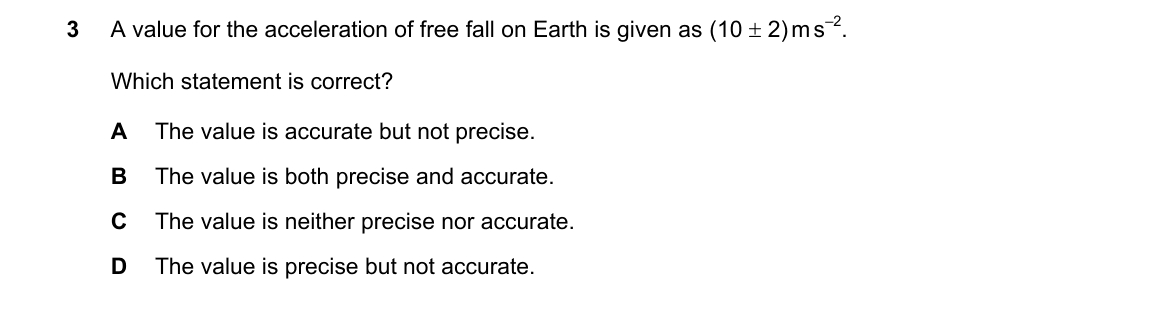 3 A value for the acceleration of free fall on Earth is given as (10 ± 2) m s⁻².
Which statement is correct?
A The value is accurate but not precise.
B The value is both precise and accurate.
C The value is neither precise nor accurate.
D The value is precise but not accurate.